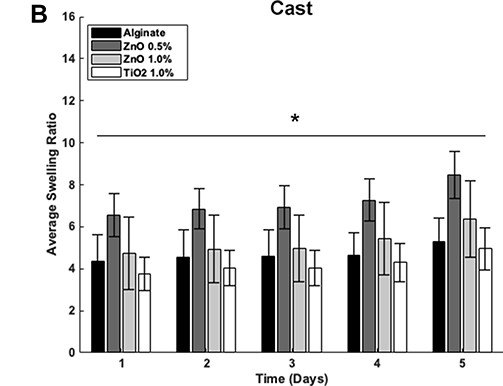 B
Cast
Alginate
ZnO 0.5%
ZnO 1.0%
TiO2 1.0%
*
Average Swelling Ratio
16
14
12
10
8
6
4
2
0
1 2 3 4 5
Time (Days)